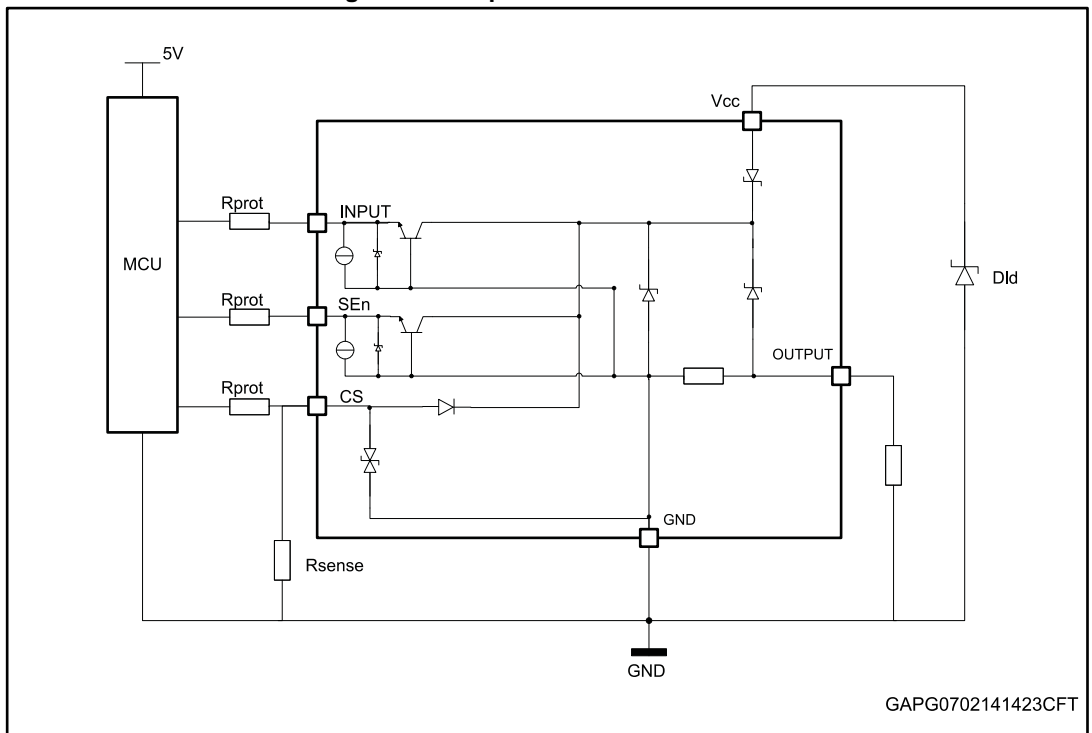 5V
Vcc
Rprot
INPUT
MCU
Dld
Rprot
SEn
OUTPUT
Rprot
CS
GND
Rsense
GND
GAPG0702141423CFT